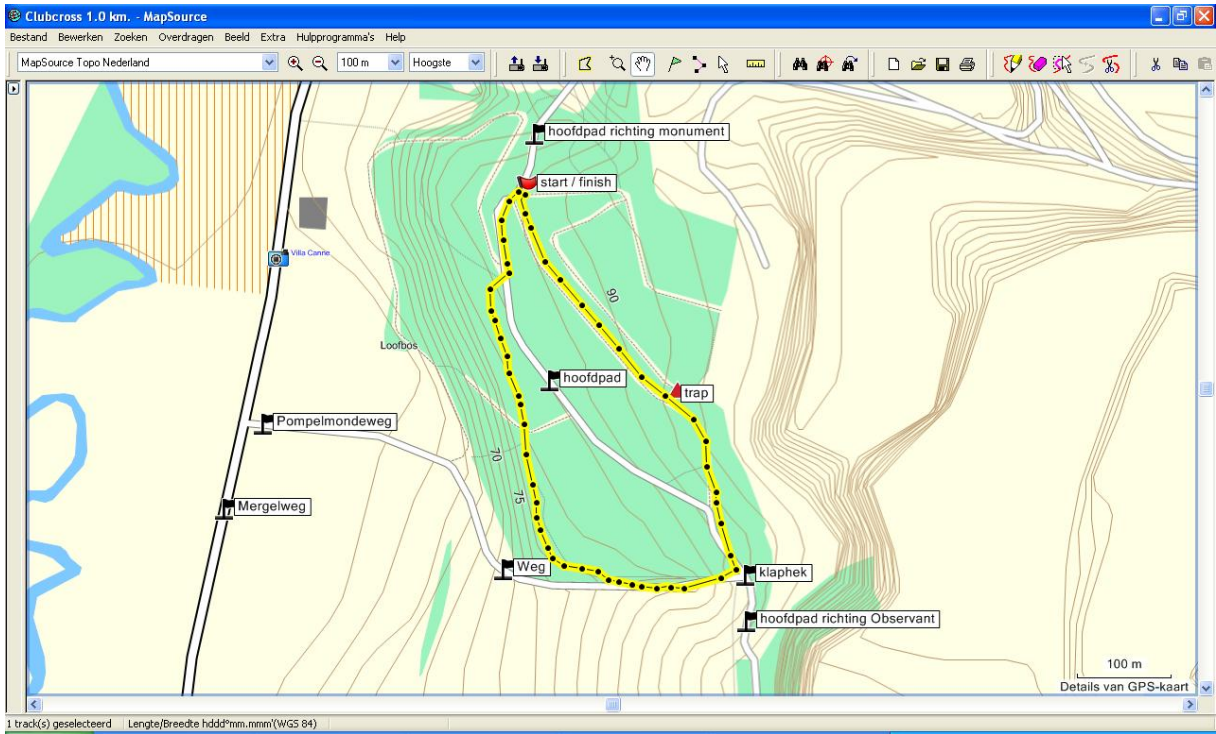 Clubcross 1.0 km. - MapSource
Bestand Bewerken Zoeken Overdragen Beeld Extra Hulpprogramma's Help
MapSource Topo Nederland 100 m Hoogste
hoofdpad richting monument
start / finish
Villa Canne
90
Loofbos
hoofdpad
trap
Pompelmondeweg
70
75
Mergelweg
Weg
klaphek
hoofdpad richting Observant
100 m
Details van GPS-kaart
1 track(s) geselecteerd Lengte/Breedte hddd°mm.mmm'(WGS 84)